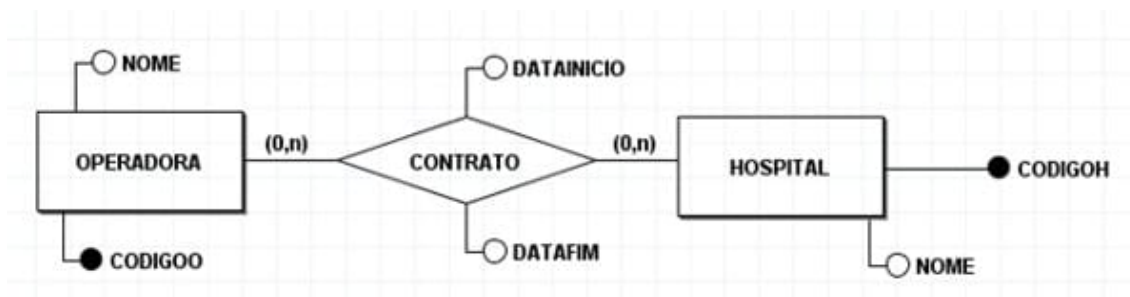 NOME
DATAINICIO
(0,n)
(0,n)
OPERADORA
CONTRATO
HOSPITAL
CODIGOH
CODIGOO
DATAFIM
NOME